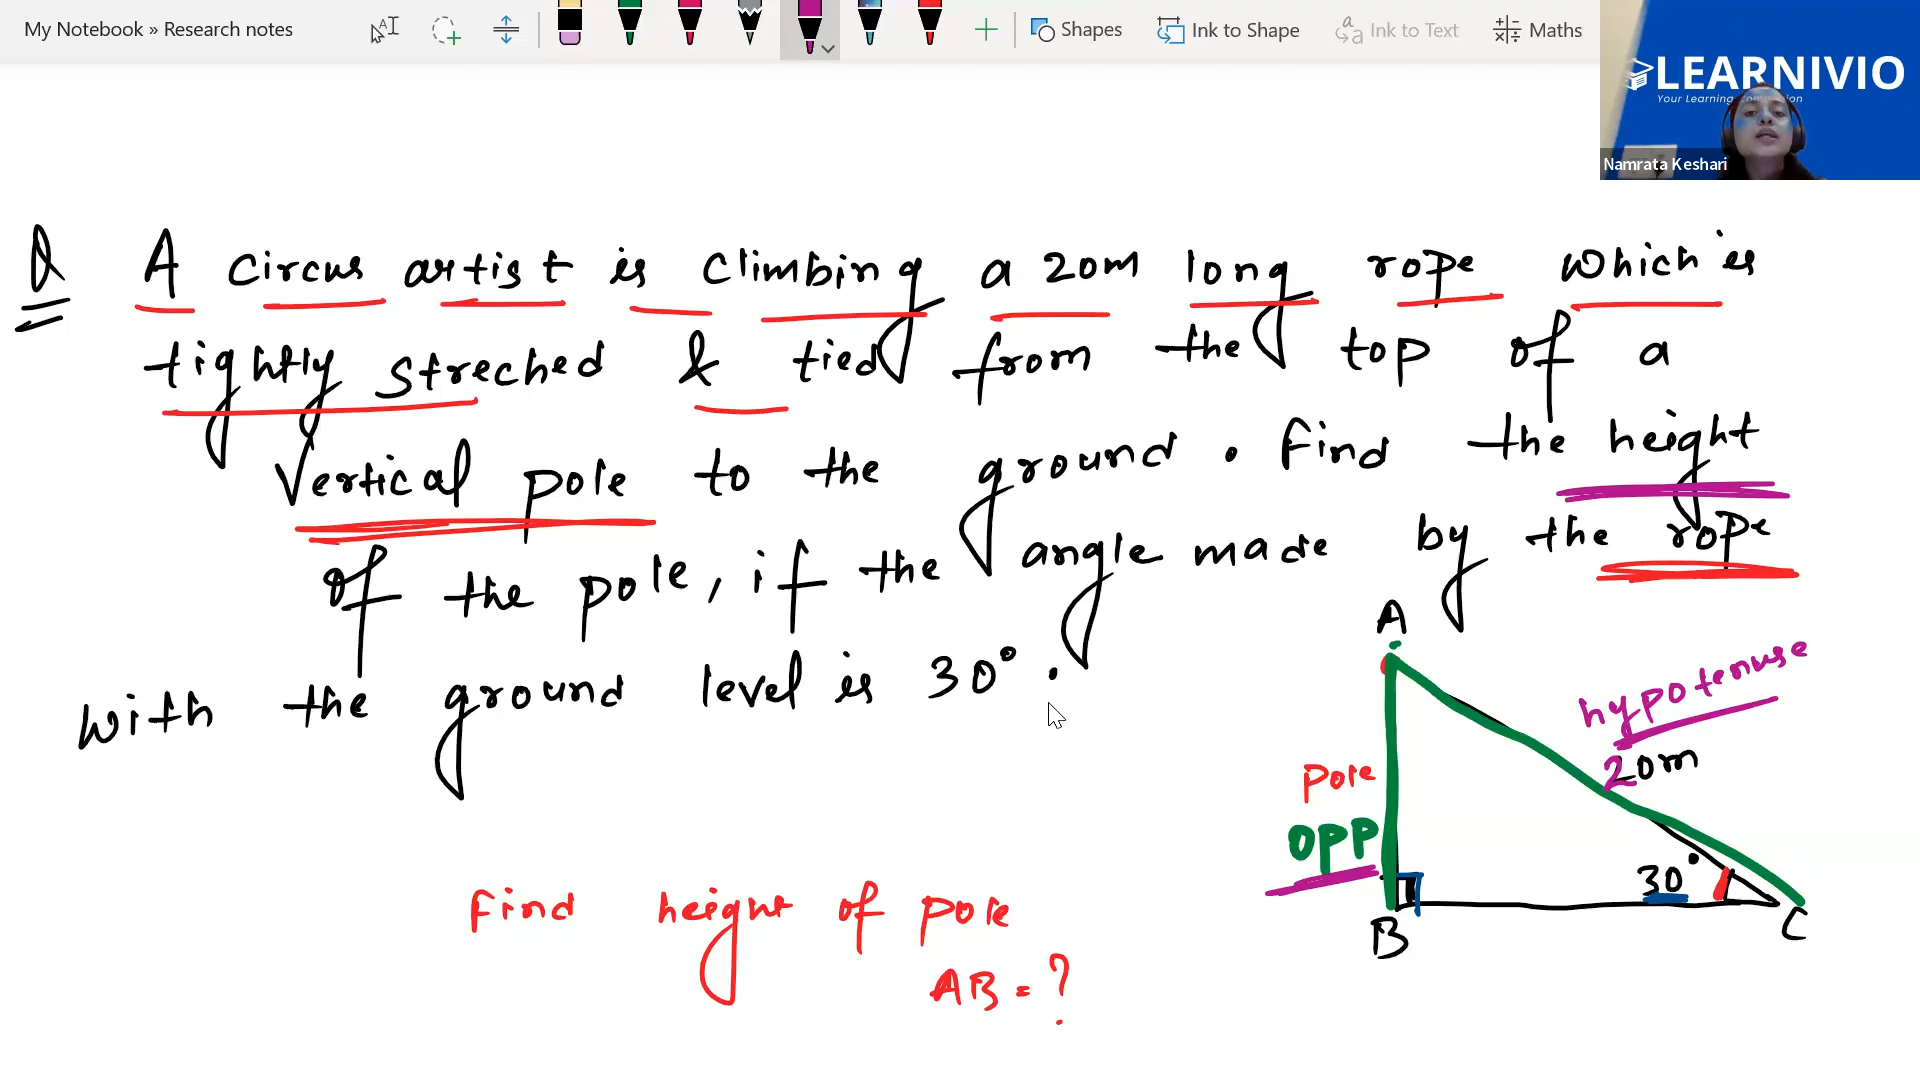 My Notebook » Research notes
Shapes
Ink to Shape
Ink to Text
Maths
LEARNIVIO
Your Learning Companion
Namrata Keshari
Q A circus artist is climbing a 20m long rope which is
tightly streched & tied from the top of a
Vertical pole to the ground. Find the height
of the pole, if the angle made by the rope
with the ground level is 30°.
A
hypotenuse
20m
Pole
OPP
30°
B
C
Find height of pole
AB = ?